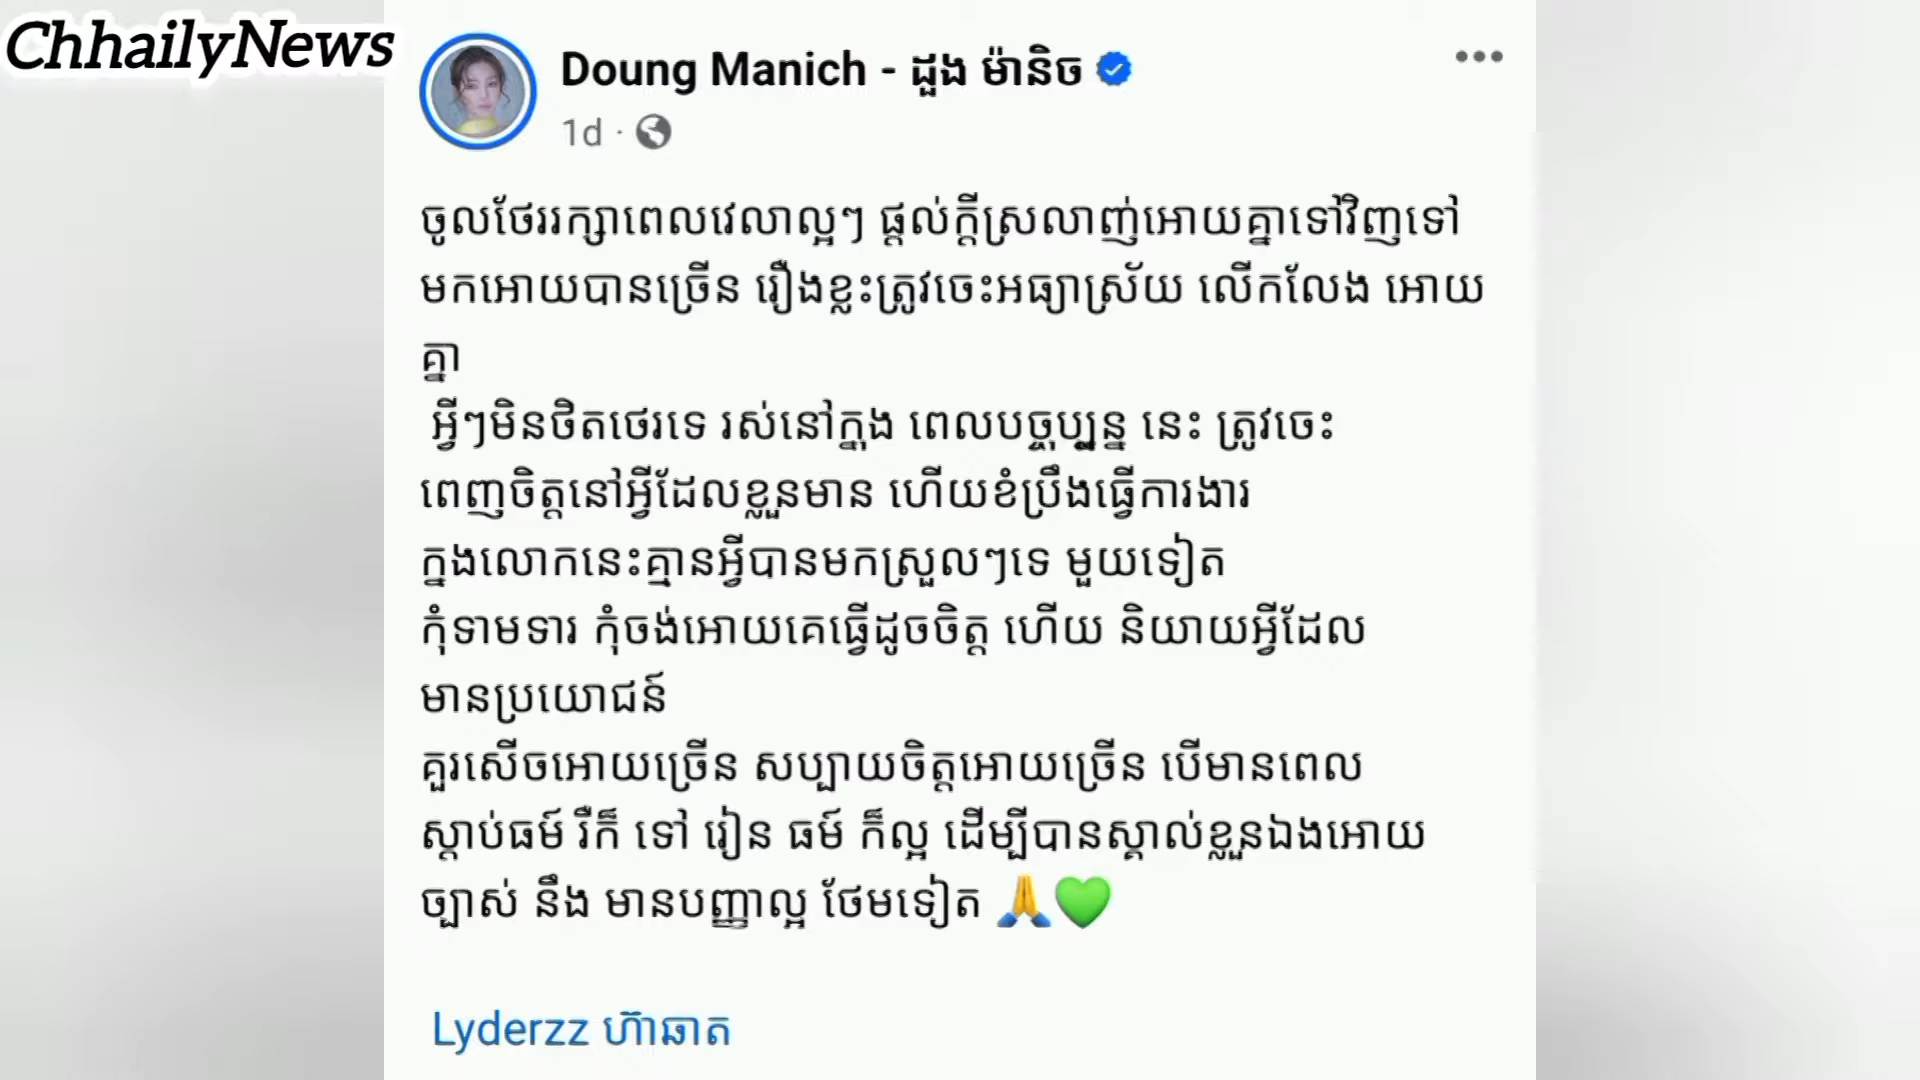 ChhailyNews
Doung Manich - ដួង ម៉ានិច
1d ·
ចូលថែររក្សាពេលវេលាល្អៗ ផ្តល់ក្តីស្រលាញ់អោយគ្នាទៅវិញទៅ
មកអោយបានច្រើន រឿងខ្លះត្រូវចេះអធ្យាស្រ័យ លើកលែង អោយ
គ្នា
អ្វីៗមិនថិតថេរទេ រស់នៅក្នុង ពេលបច្ចុប្បន្ន នេះ ត្រូវចេះ
ពេញចិត្តនៅអ្វីដែលខ្លួនមាន ហើយខំប្រឹងធ្វើការងារ
ក្នងលោកនេះគ្មានអ្វីបានមកស្រួលៗទេ មួយទៀត
កុំទាមទារ កុំចង់អោយគេធ្វើដូចចិត្ត ហើយ និយាយអ្វីដែល
មានប្រយោជន៍
គួរសើចអោយច្រើន សប្បាយចិត្តអោយច្រើន បើមានពេល
ស្តាប់ធម៍ រឺក៏ ទៅ រៀន ធម៍ ក៏ល្អ ដើម្បីបានស្គាល់ខ្លួនឯងអោយ
ច្បាស់ នឹង មានបញ្ញាល្អ ថែមទៀត 🙏💚
Lyderzz ហ៊ាឆាត